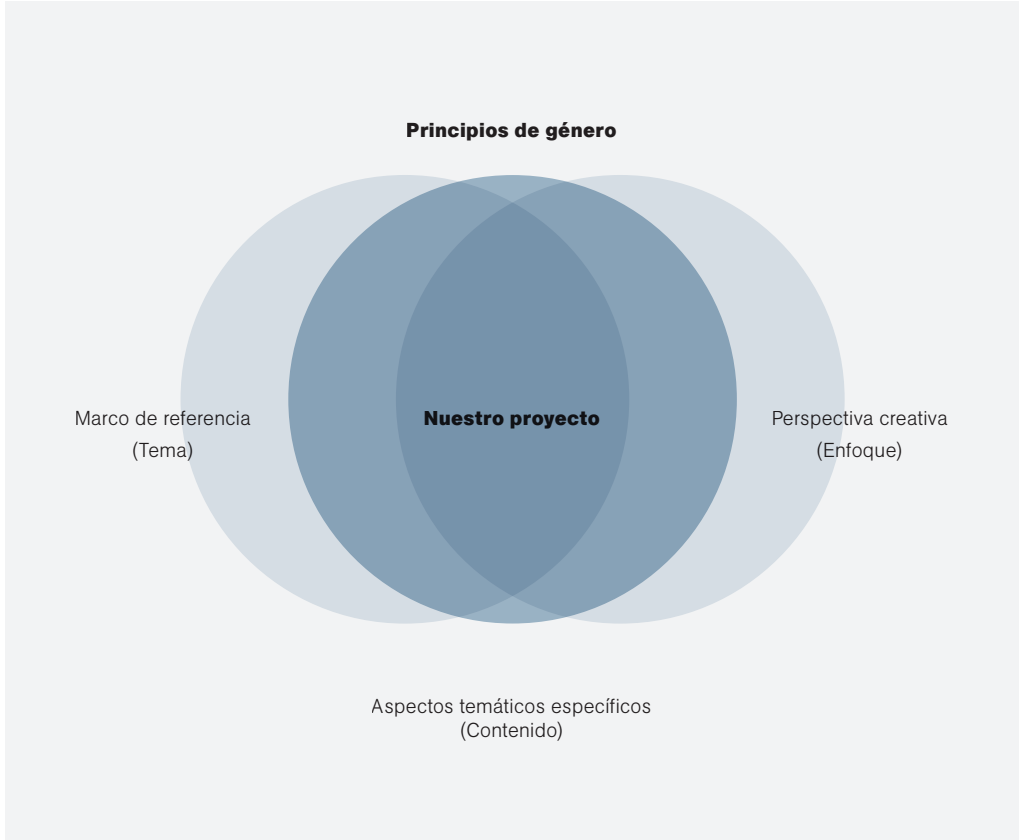 Principios de género
Marco de referencia
(Tema)
Nuestro proyecto
Perspectiva creativa
(Enfoque)
Aspectos temáticos específicos
(Contenido)